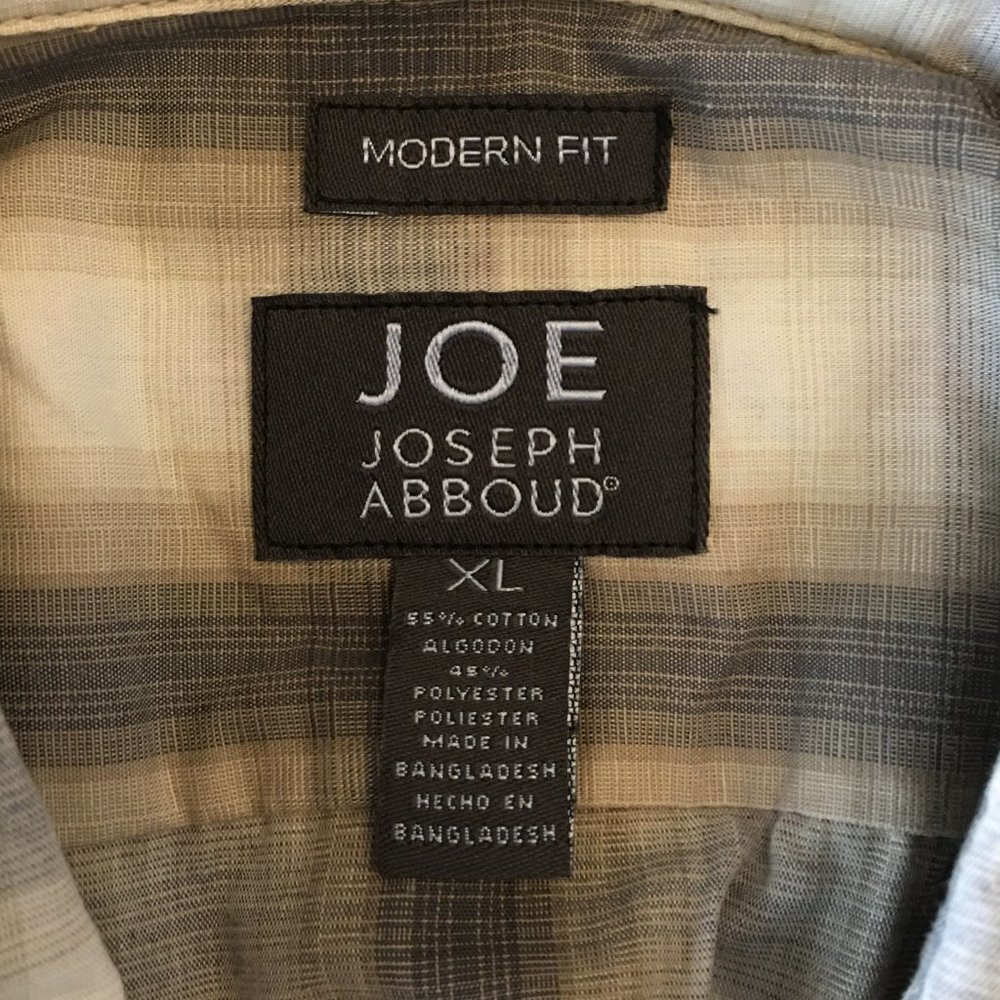 MODERN FIT
JOE
JOSEPH
ABBOUD®
XL
55% COTTON
ALGODON
45%
POLYESTER
POLIESTER
MADE IN
BANGLADESH
HECHO EN
BANGLADESH